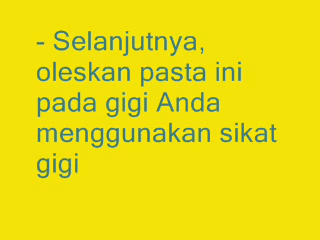 - Selanjutnya,
oleskan pasta ini
pada gigi Anda
menggunakan sikat
gigi